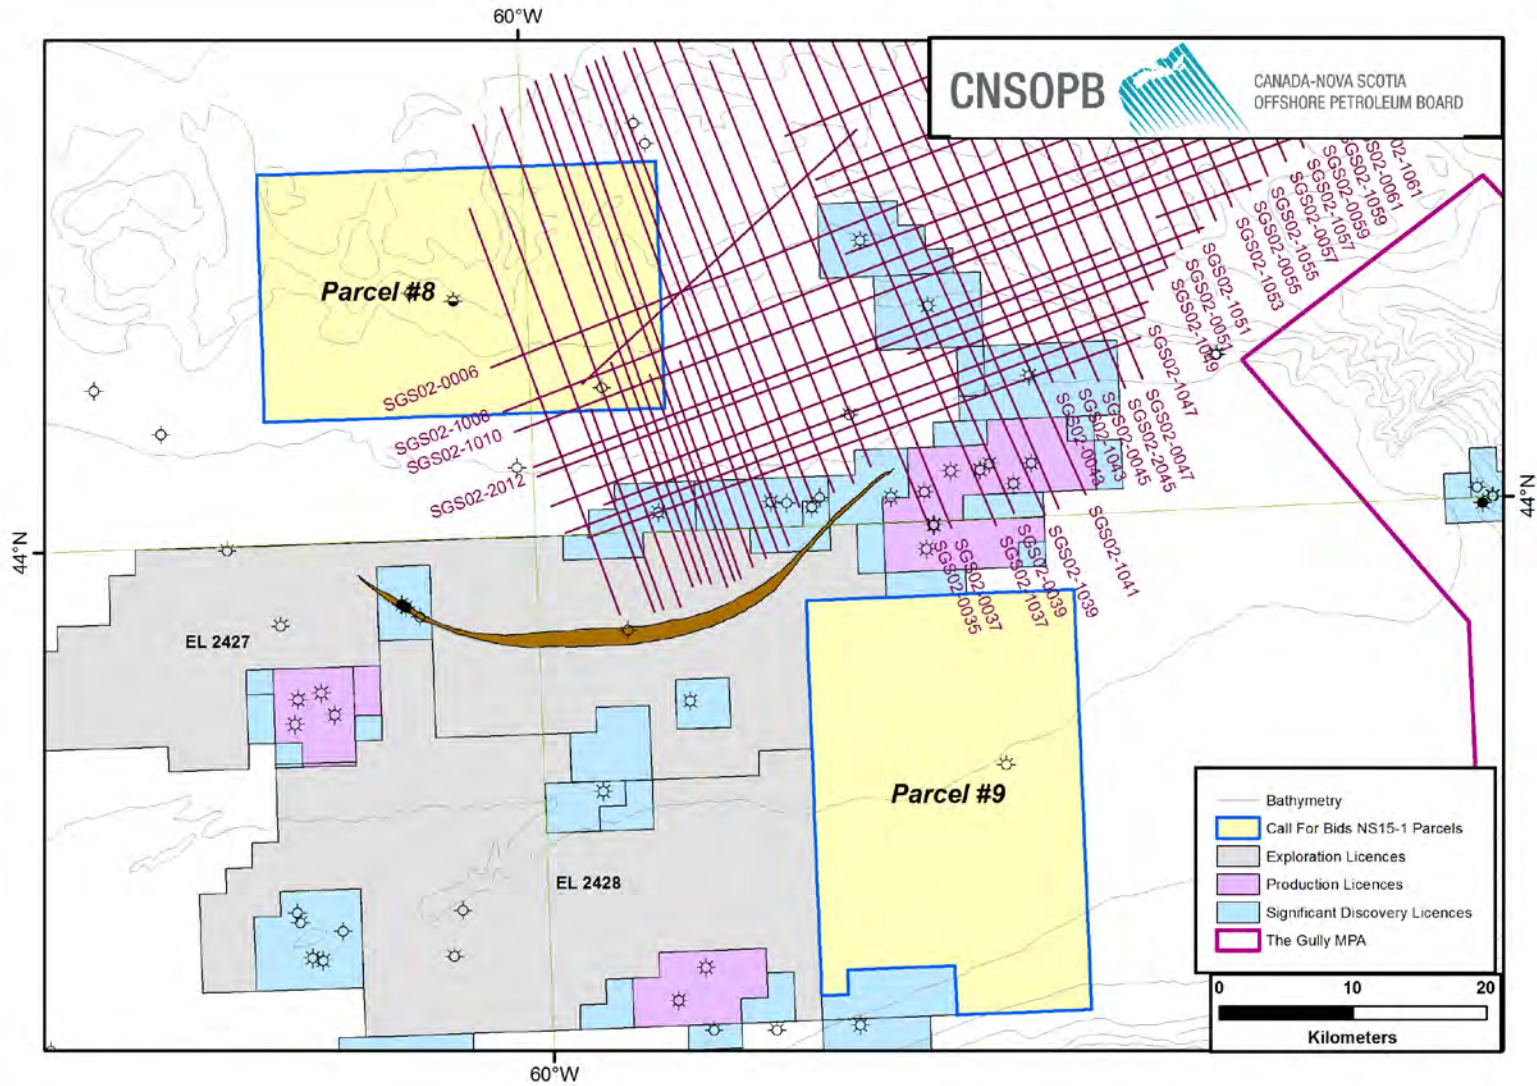 60°W
CNSOPB
CANADA-NOVA SCOTIA
OFFSHORE PETROLEUM BOARD
SGS02-0061
SGS02-1059
SGS02-0059
SGS02-1057
SGS02-0057
SGS02-1055
SGS02-0055
SGS02-1053
SGS02-1051
SGS02-0051
SGS02-1049
SGS02-1047
Parcel #8
SGS02-0006
SGS02-1008
SGS02-1010
SGS02-2012
SGS02-0047
SGS02-2045
SGS02-0045
SGS02-1043
SGS02-0043
44°N
44°N
SGS02-1041
SGS02-1039
SGS02-0039
SGS02-1037
SGS02-0037
SGS02-0035
EL 2427
Parcel #9
EL 2428
Bathymetry
Call For Bids NS15-1 Parcels
Exploration Licences
Production Licences
Significant Discovery Licences
The Gully MPA
0 10 20
Kilometers
60°W